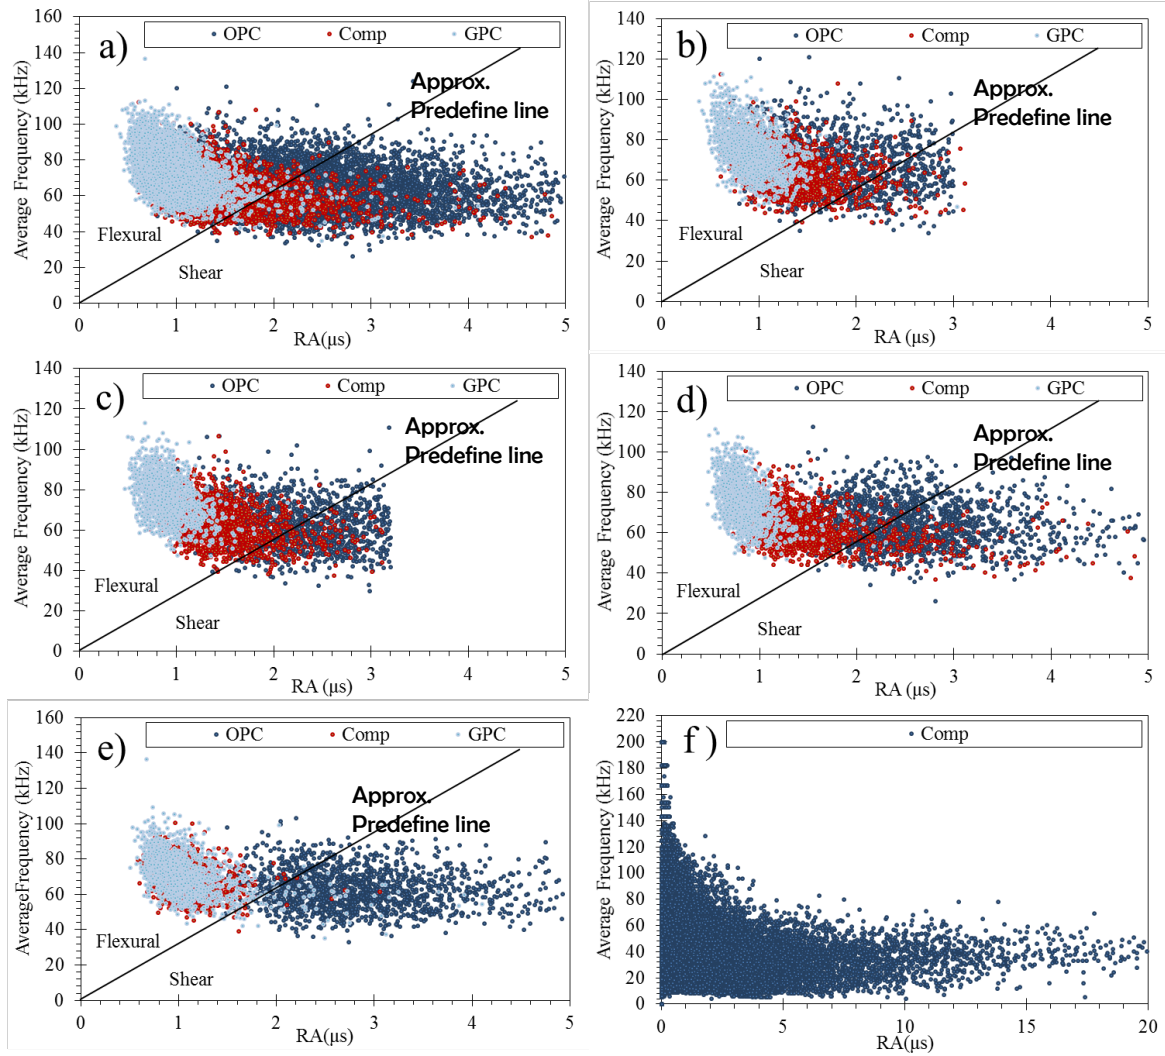 a)
OPC Comp GPC
160
140
120
100
80
60
40
20
0
Average Frequency (kHz)
Approx.
Predefine line
Flexural
Shear
0 1 2 3 4 5
RA(μs)
b)
OPC Comp GPC
140
120
100
80
60
40
20
0
Average Frequency (kHz)
Approx.
Predefine line
Flexural
Shear
0 1 2 3 4 5
RA (μs)
c)
OPC Comp GPC
140
120
100
80
60
40
20
0
Average Frequency (kHz)
Approx.
Predefine line
Flexural
Shear
0 1 2 3 4 5
RA (μs)
d)
OPC Comp GPC
140
120
100
80
60
40
20
0
Average Frequency (kHz)
Approx.
Predefine line
Flexural
Shear
0 1 2 3 4 5
RA (μs)
e)
OPC Comp GPC
160
140
120
100
80
60
40
20
0
AverageFrequency (kHz)
Approx.
Predefine line
Flexural
Shear
0 1 2 3 4 5
RA(μs)
f )
Comp
220
200
180
160
140
120
100
80
60
40
20
0
Average Frequency (kHz)
0 5 10 15 20
RA(μs)